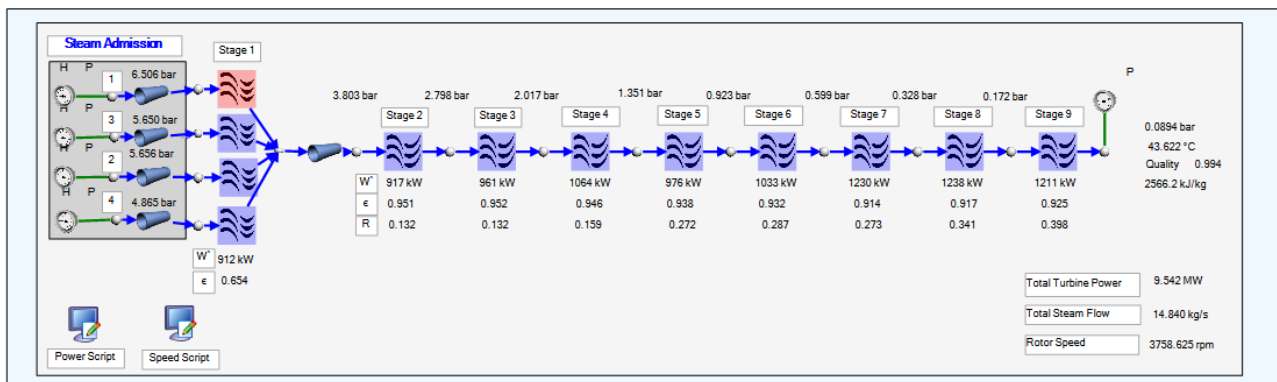 Steam Admission
Stage 1
H P
1
6.506 bar
P
3
5.650 bar
H P
2
5.656 bar
H P
4
4.865 bar
W˙ 912 kW
ϵ 0.654
3.803 bar 2.798 bar 2.017 bar 1.351 bar 0.923 bar 0.599 bar 0.328 bar 0.172 bar
Stage 2 Stage 3 Stage 4 Stage 5 Stage 6 Stage 7 Stage 8 Stage 9
W˙ 917 kW 961 kW 1064 kW 976 kW 1033 kW 1230 kW 1238 kW 1211 kW
ϵ 0.951 0.952 0.946 0.938 0.932 0.914 0.917 0.925
R 0.132 0.132 0.159 0.272 0.287 0.273 0.341 0.398
P
0.0894 bar
43.622 °C
Quality 0.994
2566.2 kJ/kg
Total Turbine Power 9.542 MW
Total Steam Flow 14.840 kg/s
Rotor Speed 3758.625 rpm
Power Script
Speed Script